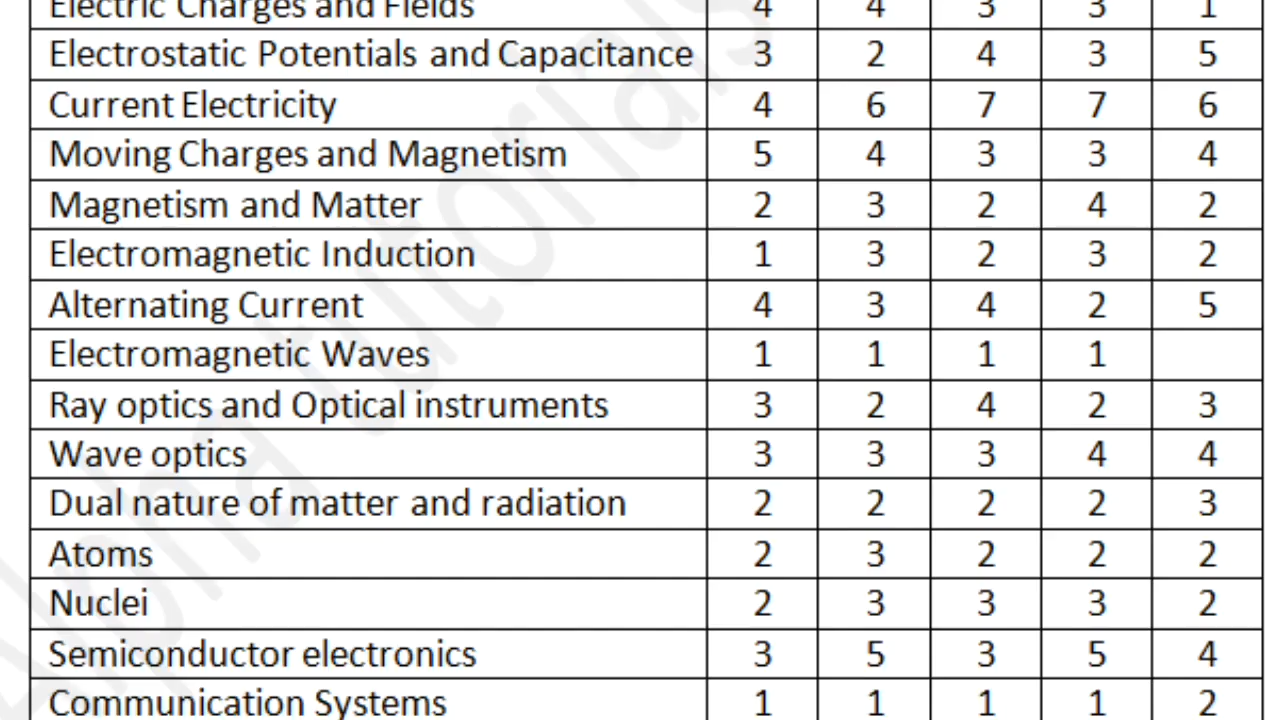 Electric Charges and Fields 4 4 3 3 1
Electrostatic Potentials and Capacitance 3 2 4 3 5
Current Electricity 4 6 7 7 6
Moving Charges and Magnetism 5 4 3 3 4
Magnetism and Matter 2 3 2 4 2
Electromagnetic Induction 1 3 2 3 2
Alternating Current 4 3 4 2 5
Electromagnetic Waves 1 1 1 1
Ray optics and Optical instruments 3 2 4 2 3
Wave optics 3 3 3 4 4
Dual nature of matter and radiation 2 2 2 2 3
Atoms 2 3 2 2 2
Nuclei 2 3 3 3 2
Semiconductor electronics 3 5 3 5 4
Communication Systems 1 1 1 1 2
Alpha tutorials